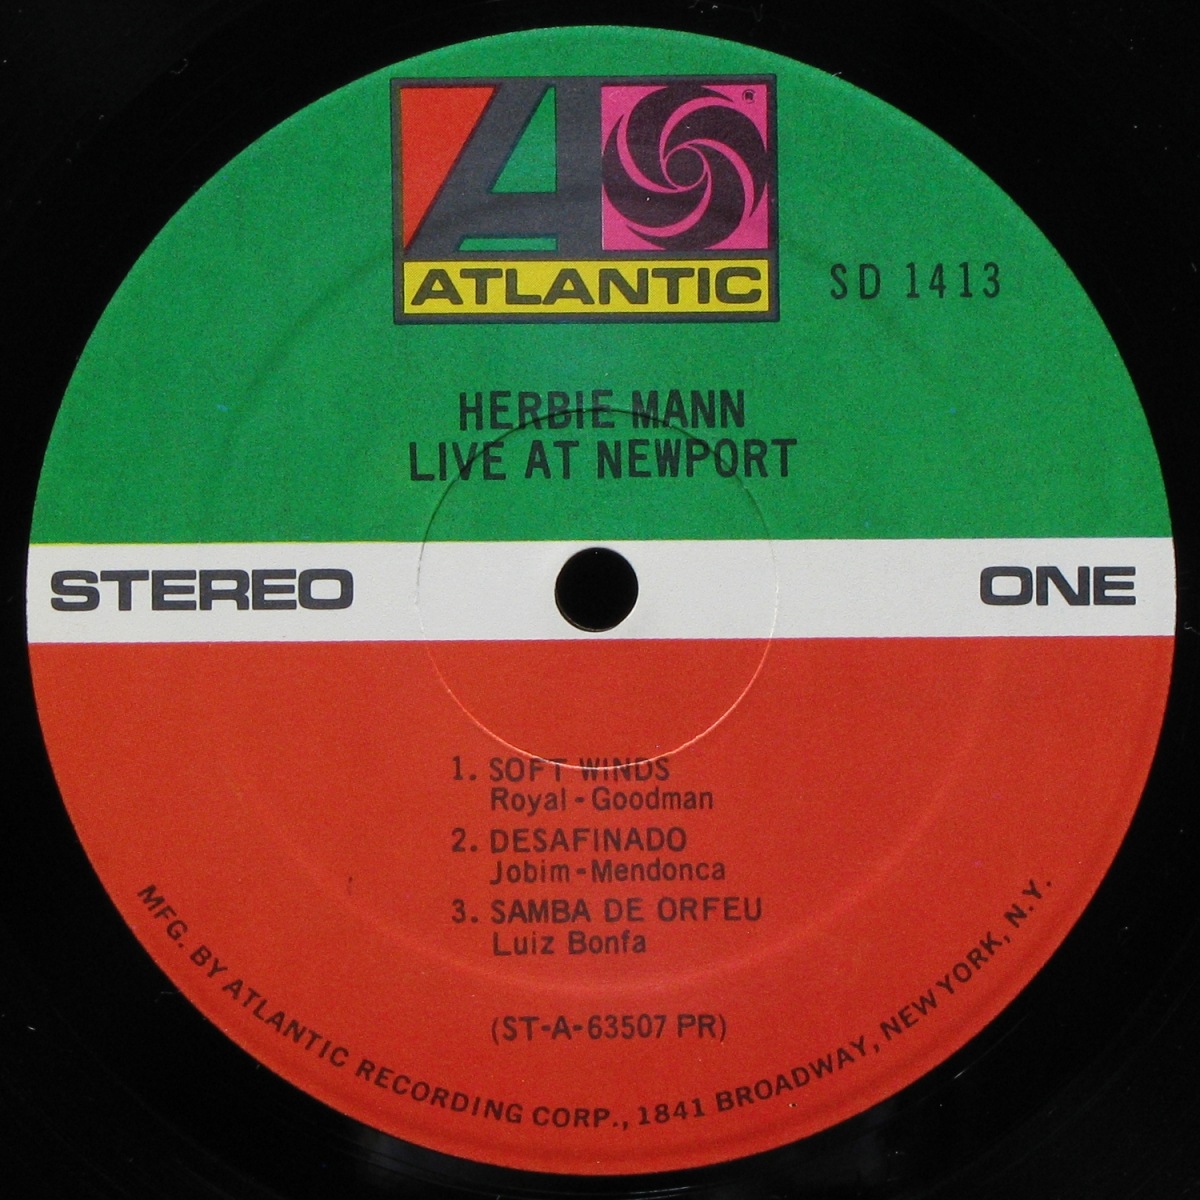 ATLANTIC
®
SD 1413
HERBIE MANN
LIVE AT NEWPORT
STEREO
ONE
1. SOFT WINDS
Royal - Goodman
2. DESAFINADO
Jobim - Mendonca
3. SAMBA DE ORFEU
Luiz Bonfa
(ST-A-63507 PR)
MFG. BY ATLANTIC RECORDING CORP., 1841 BROADWAY, NEW YORK, N.Y.